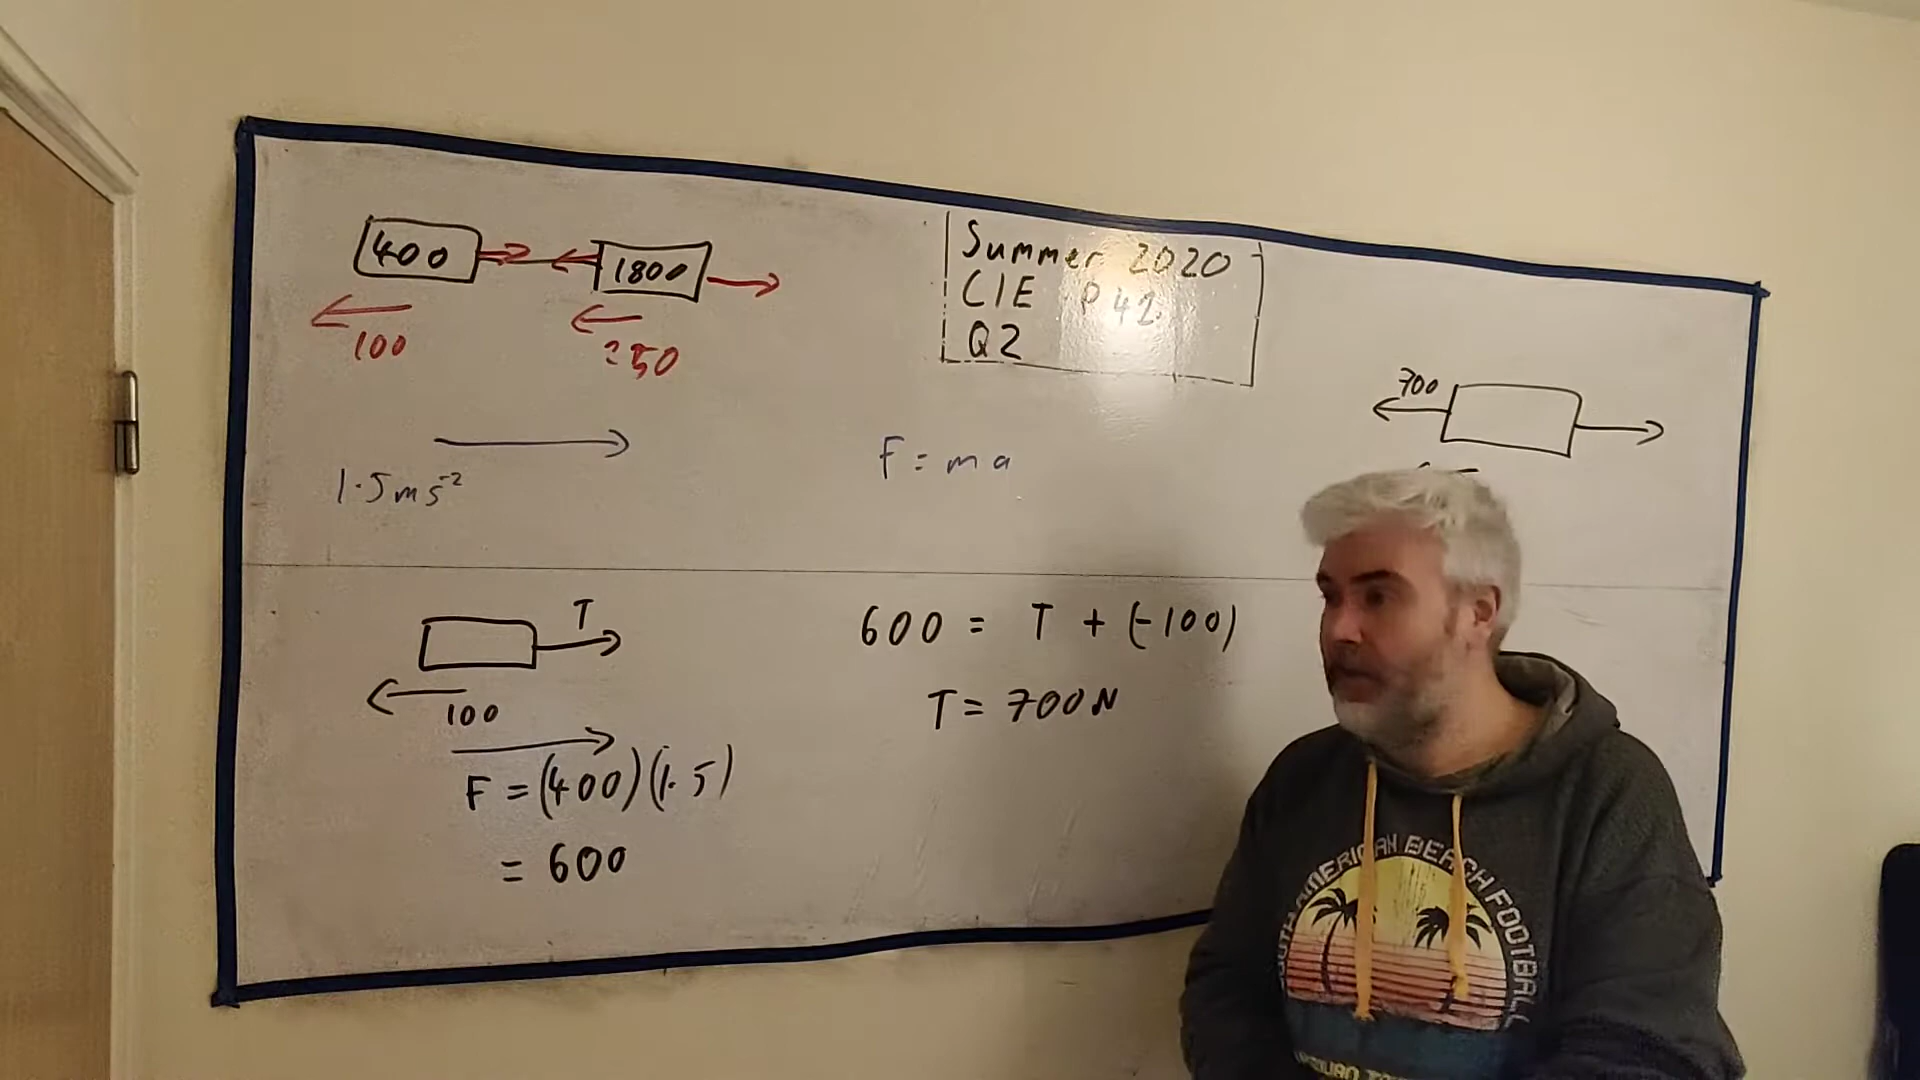 400
1800
100
250
1.5ms⁻²
Summer 2020
CIE P42
Q2
F = ma
700
T
100
F = (400)(1.5)
= 600
600 = T + (-100)
T = 700N
SOUTH AMERICAN BEACH FOOTBALL